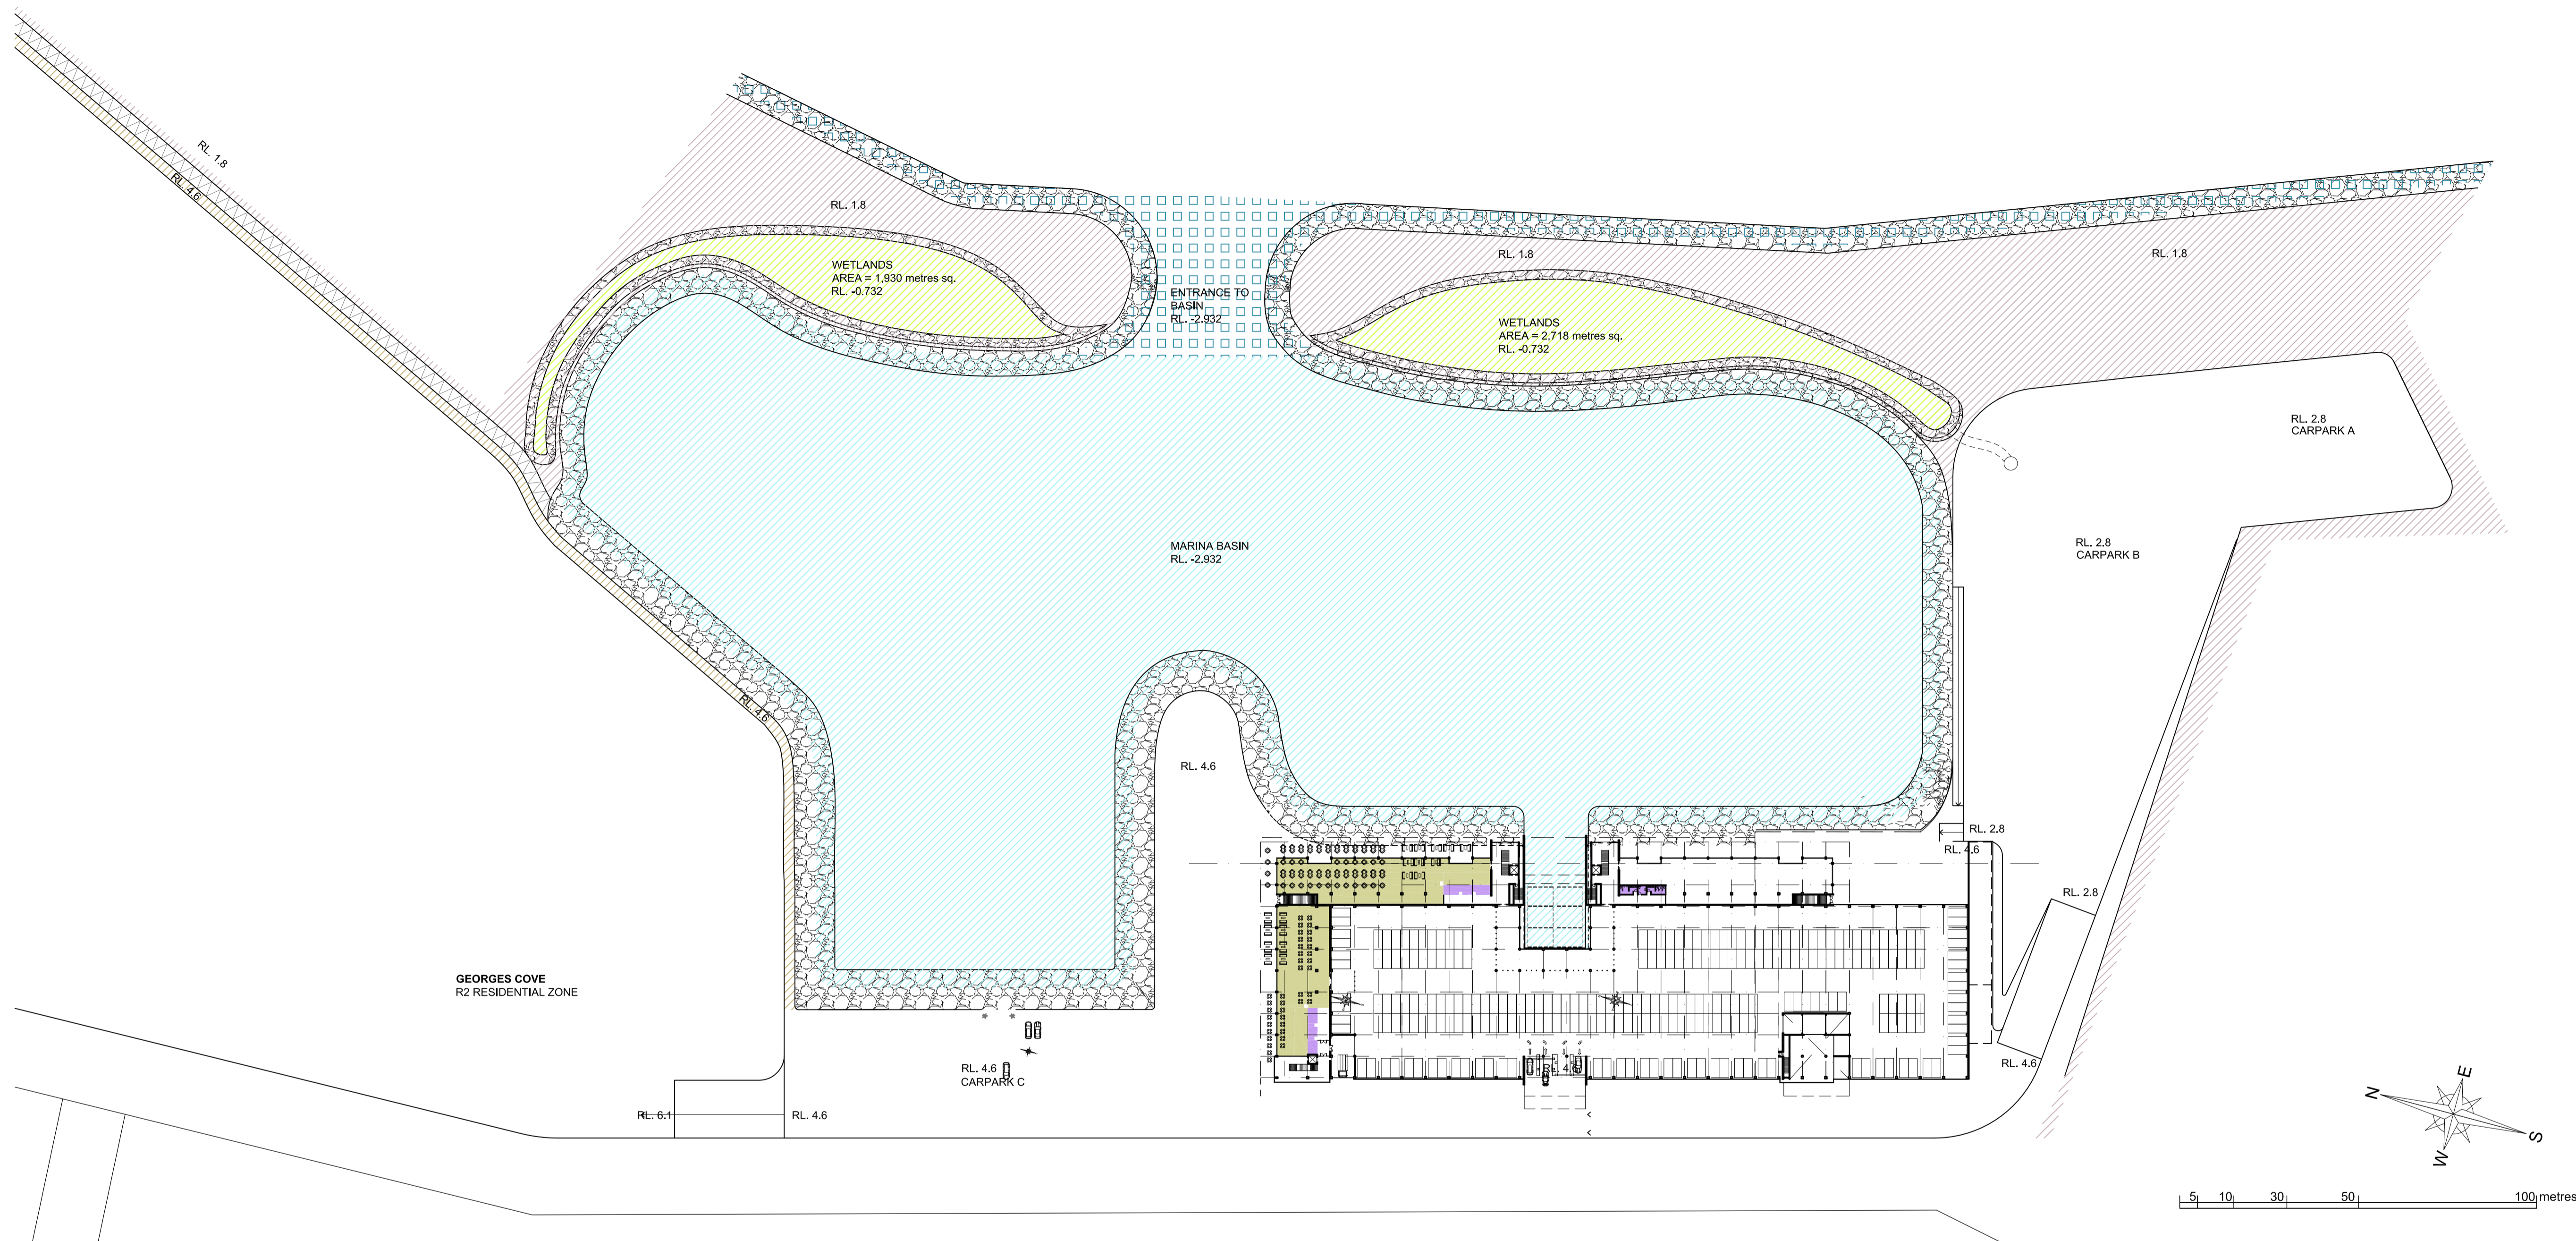 RL. 1.8
RL. 4.6
RL. 1.8
WETLANDS
AREA = 1,930 metres sq.
RL. -0.732
ENTRANCE TO
BASIN
RL. -2.932
RL. 1.8
RL. 1.8
WETLANDS
AREA = 2,718 metres sq.
RL. -0.732
RL. 2.8
CARPARK A
MARINA BASIN
RL. -2.932
RL. 2.8
CARPARK B
RL. 4.6
RL. 4.6
RL. 2.8
RL. 4.6
RL. 2.8
GEORGES COVE
R2 RESIDENTIAL ZONE
RL. 4.6
CARPARK C
RL. 4.6
RL. 4.6
RL. 6.1
RL. 4.6
N
E
S
W
5 10 30 50 100 metres